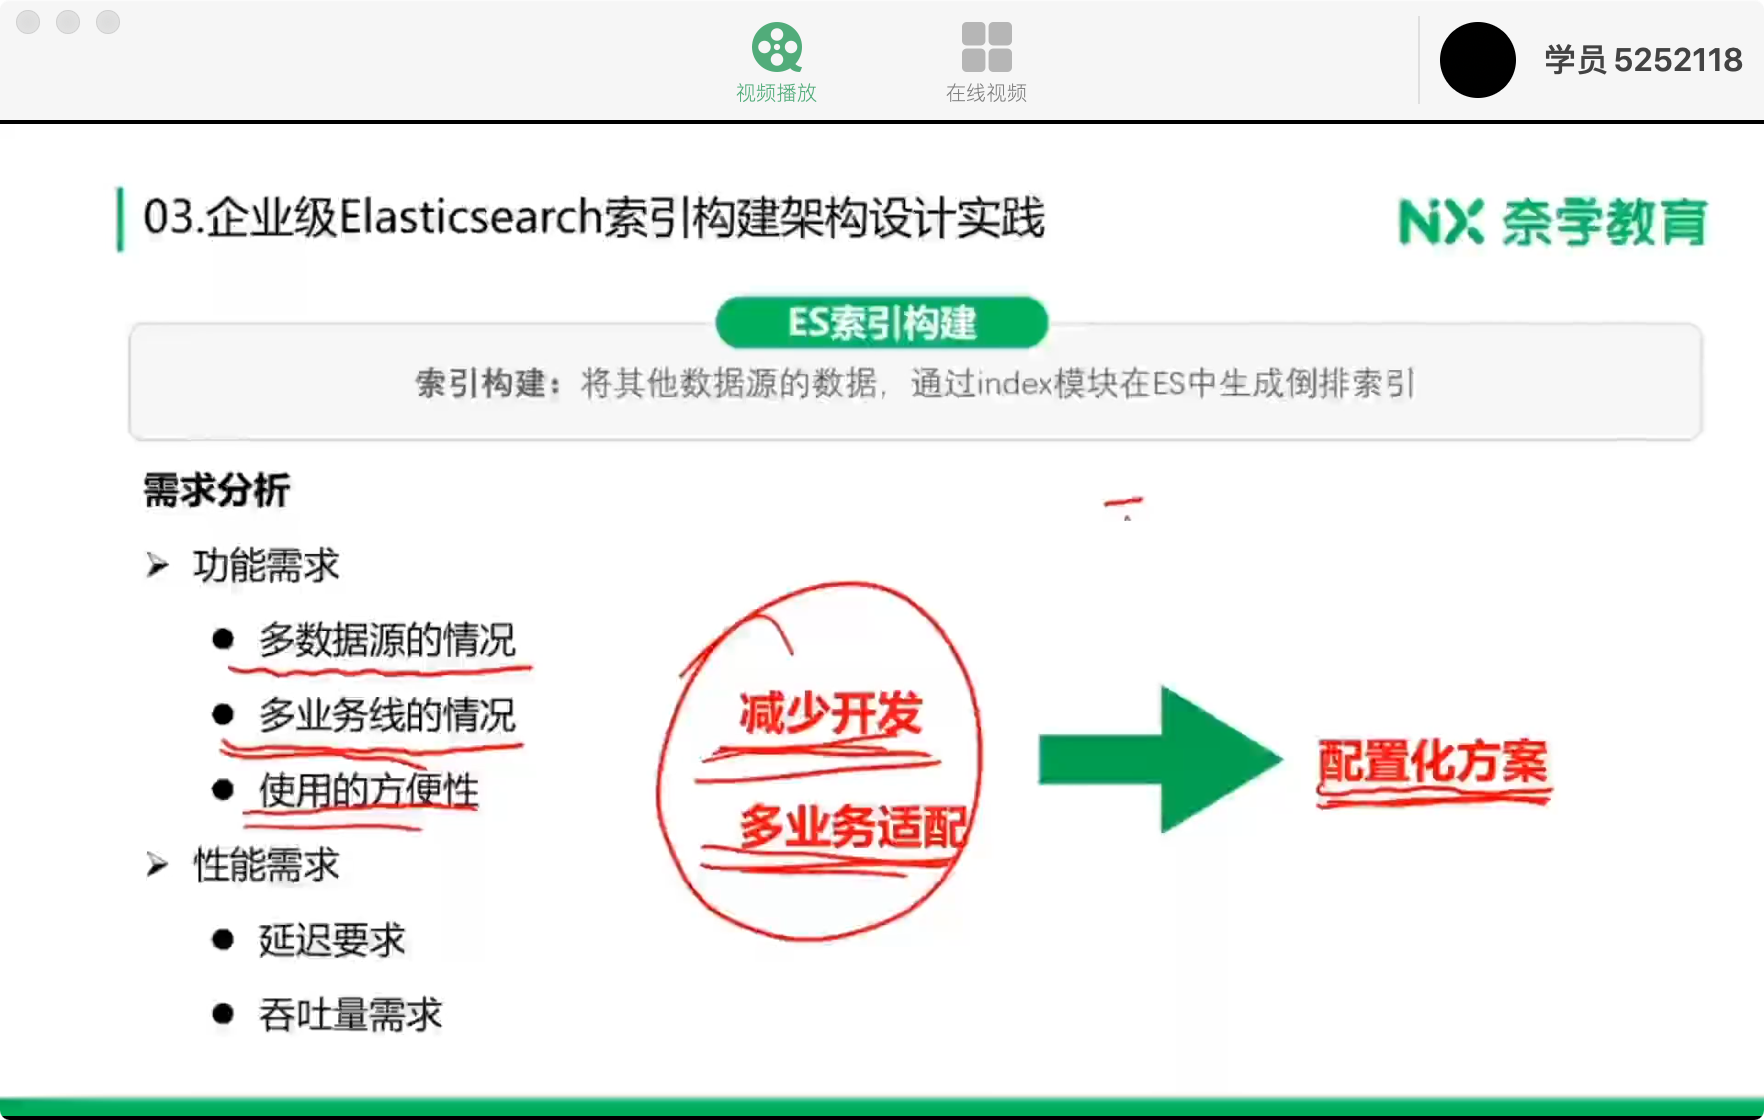 视频播放
在线视频
学员 5252118
03.企业级Elasticsearch索引构建架构设计实践
NX 奈学教育
ES索引构建
索引构建：将其他数据源的数据，通过index模块在ES中生成倒排索引
需求分析
功能需求
多数据源的情况
多业务线的情况
使用的方便性
性能需求
延迟要求
吞吐量需求
减少开发
多业务适配
配置化方案